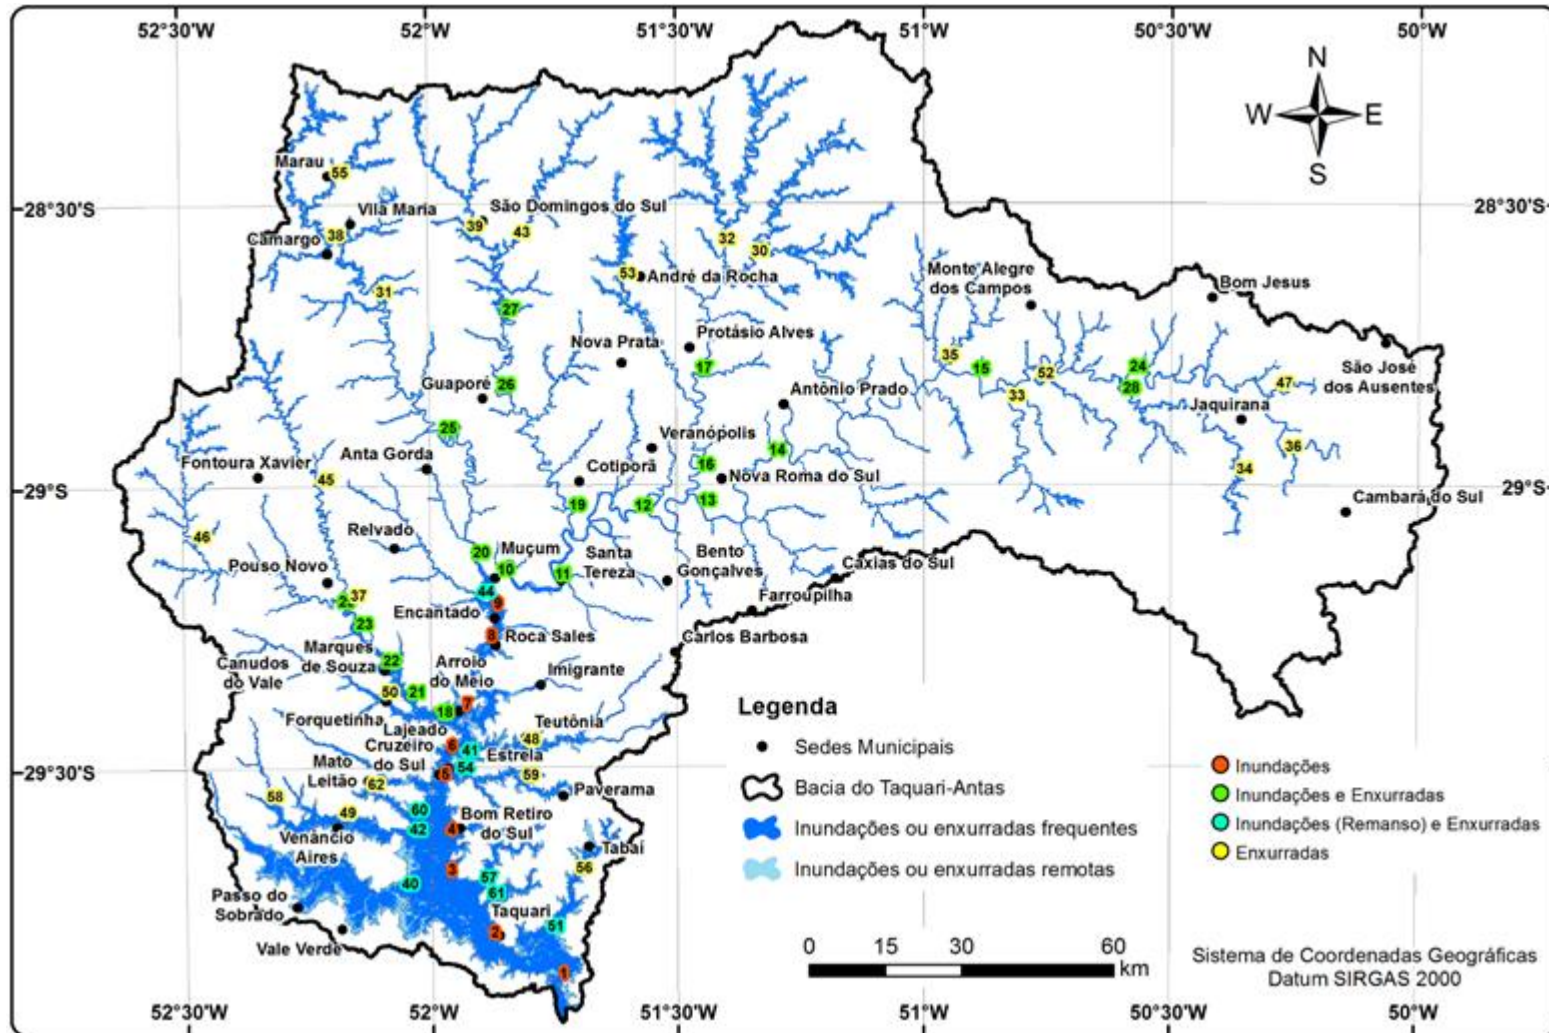 52°30'W 52°W 51°30'W 51°W 50°30'W 50°W
N
W E
S
Marau
55
Vila Maria
São Domingos do Sul
28°30'S
28°30'S
39
43
38
Camargo
32
30
53
André da Rocha
Monte Alegre
dos Campos
Bom Jesus
31
27
Protásio Alves
Nova Prata
35
17
15
24
52
São José
dos Ausentes
Guaporé
26
28
47
33
Antônio Prado
Jaquirana
25
Veranópolis
Anta Gorda
14
36
Fontoura Xavier
Cotiporã
16
34
45
Nova Roma do Sul
29°S
29°S
19
12
13
Cambará do Sul
46
Relvado
20
Muçum
Santa
Tereza
Bento
Gonçalves
Pouso Novo
10
11
Caxias do Sul
37
44
9
Farroupilha
Encantado
23
8
Roca Sales
Carlos Barbosa
Marques
de Souza
22
Arroio
do Meio
Canudos
do Vale
Imigrante
50
21
7
18
Forquetinha
Lajeado
Teutônia
Legenda
Sedes Municipais
Bacia do Taquari-Antas
Inundações ou enxurradas frequentes
Inundações ou enxurradas remotas
Inundações
Inundações e Enxurradas
Inundações (Remanso) e Enxurradas
Enxurradas
6
41
48
Cruzeiro
do Sul
Estrela
29°30'S
29°30'S
Mato
Leitão
5
54
59
62
Paverama
58
49
60
42
4
Bom Retiro
do Sul
Venâncio
Aires
Tabaí
3
56
40
57
61
Passo do
Sobrado
Taquari
51
2
Vale Verde
1
0 15 30 60
km
Sistema de Coordenadas Geográficas
Datum SIRGAS 2000
52°30'W 52°W 51°30'W 51°W 50°30'W 50°W